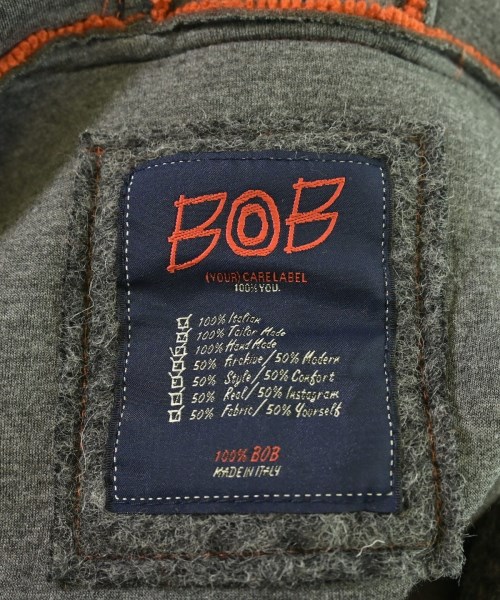 BOB
(YOUR) CARE LABEL
100% YOU.
100% Italian
100% Tailor Made
100% Hand Made
50% Archive / 50% Modern
50% Style / 50% Comfort
50% Real / 50% Instagram
50% Fabric / 50% Yourself
100% BOB
MADE IN ITALY